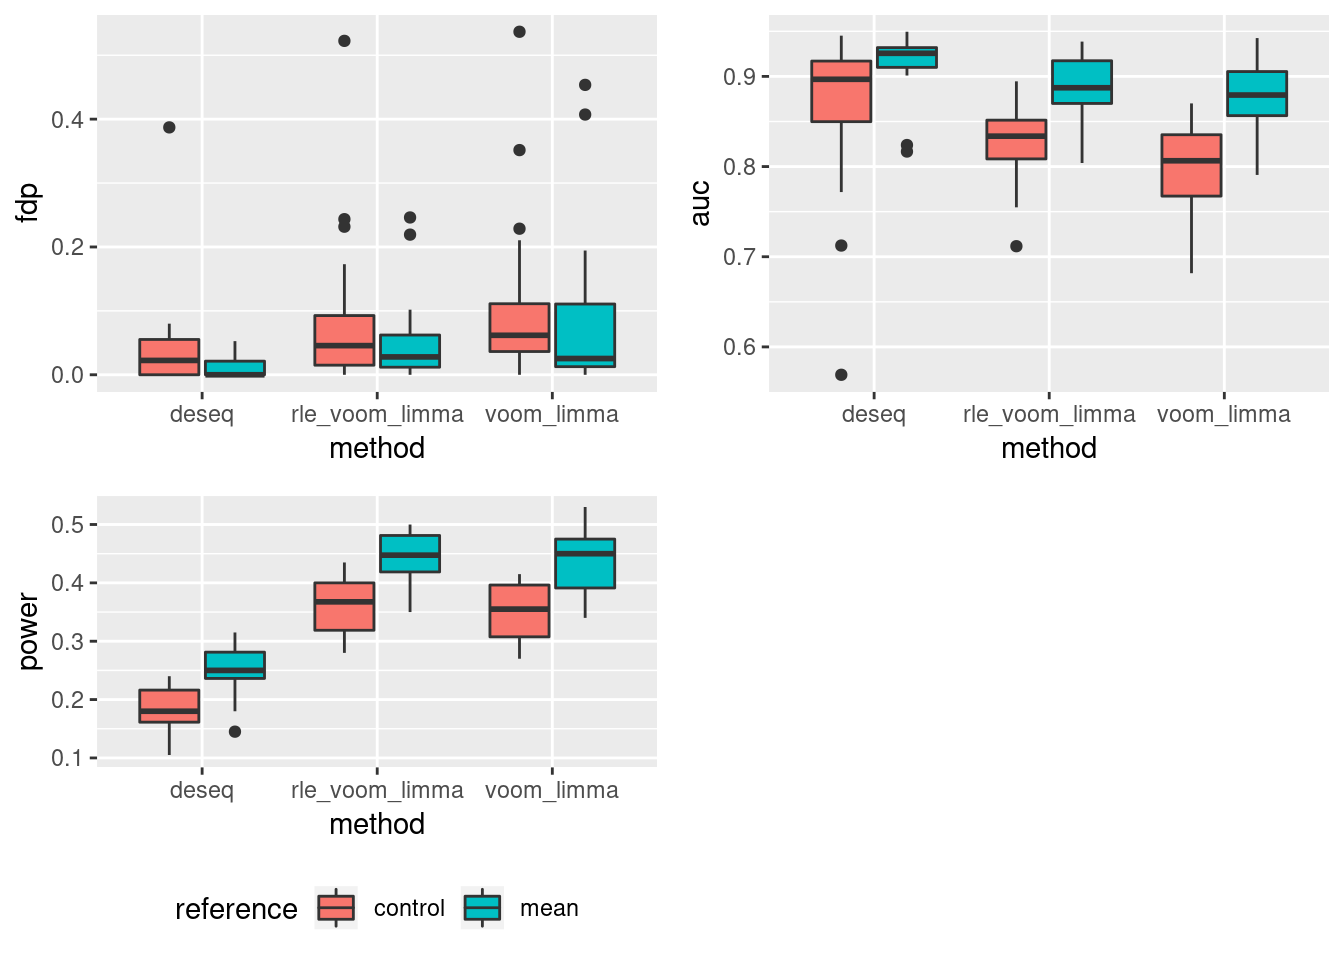 fdp
0.4
0.2
0.0
deseq rle_voom_limma voom_limma
method
auc
0.9
0.8
0.7
0.6
deseq rle_voom_limma voom_limma
method
power
0.5
0.4
0.3
0.2
0.1
deseq rle_voom_limma voom_limma
method
reference control mean